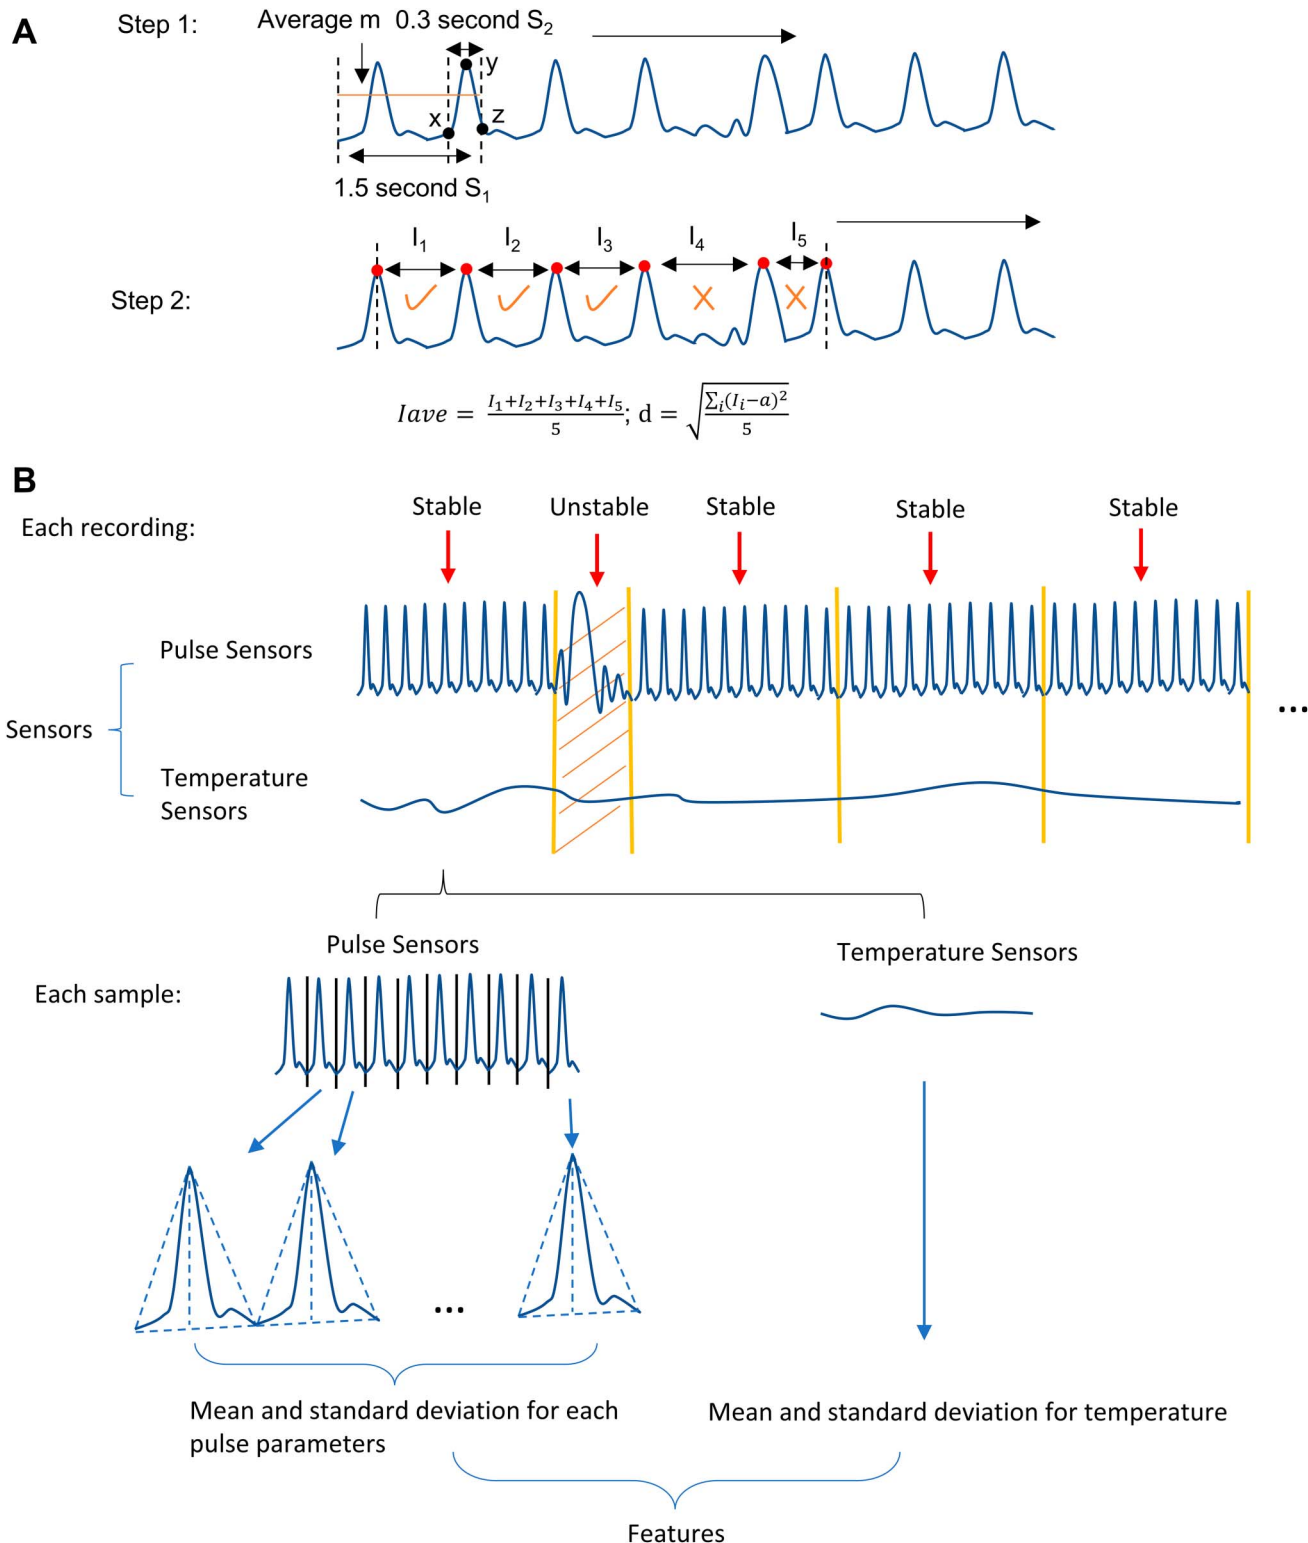 A
Step 1:
Average m 0.3 second S₂
y
x
z
1.5 second S₁
I₁ I₂ I₃ I₄ I₅
Step 2:
Iave = (I₁+I₂+I₃+I₄+I₅)/5; d = √(∑ᵢ(Iᵢ−a)²/5)
B
Each recording:
Stable Unstable Stable Stable Stable
Pulse Sensors
...
Sensors
Temperature
Sensors
Pulse Sensors
Temperature Sensors
Each sample:
...
Mean and standard deviation for each
pulse parameters
Mean and standard deviation for temperature
Features